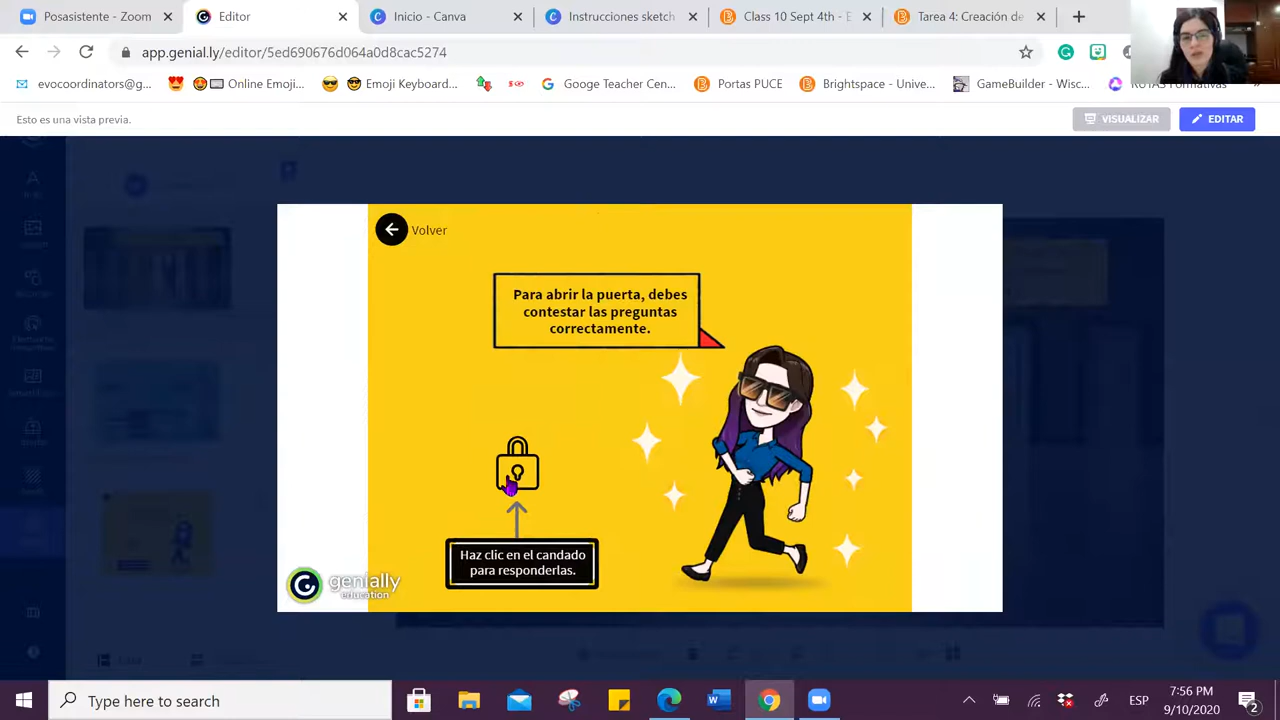 Posasistente - Zoom
Editor
Inicio - Canva
Instrucciones sketch
Class 10 Sept 4th - E
Tarea 4: Creación de
app.genial.ly/editor/5ed690676d064a0d8cac5274
evocoordinators@g...
Online Emoji...
Emoji Keyboard...
Googe Teacher Cen...
Portas PUCE
Brightspace - Unive...
GameBuilder - Wisc...
RUTAS Formativas
Esto es una vista previa.
VISUALIZAR
EDITAR
Volver
Para abrir la puerta, debes
contestar las preguntas
correctamente.
Haz clic en el candado
para responderlas.
genially
education
Type here to search
ESP
7:56 PM
9/10/2020
2